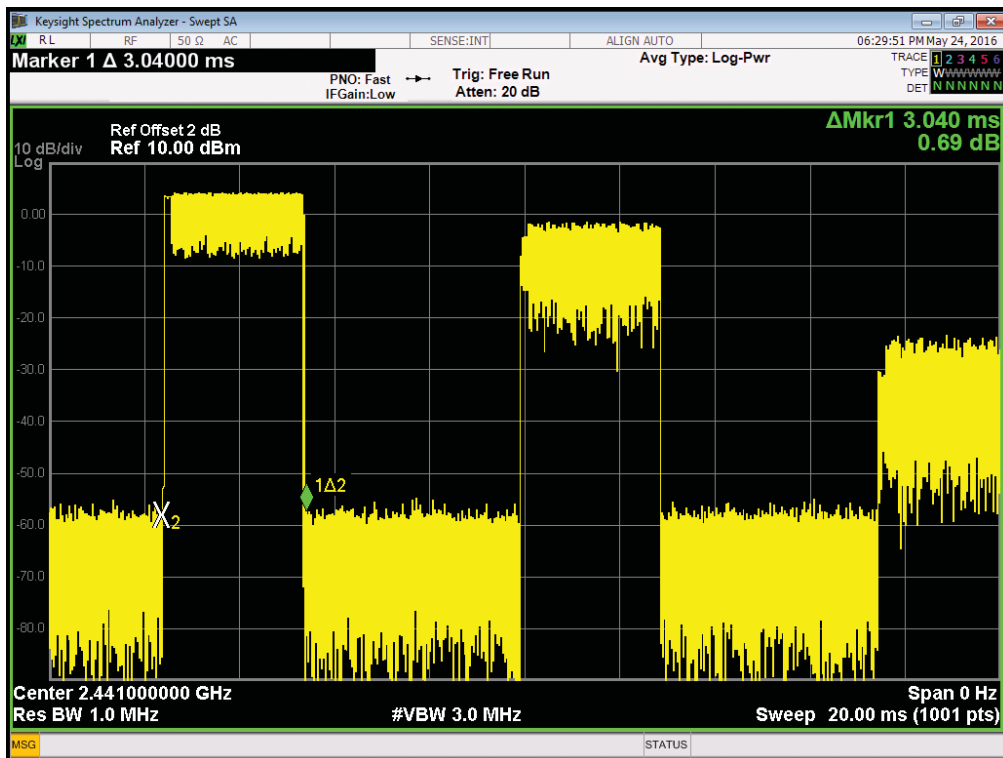 Keysight Spectrum Analyzer - Swept SA
LXI RL RF 50 Ω AC SENSE:INT ALIGN AUTO 06:29:51 PM May 24, 2016
Marker 1 Δ 3.04000 ms
Avg Type: Log-Pwr
TRACE 1 2 3 4 5 6
PNO: Fast Trig: Free Run
TYPE W
IFGain:Low Atten: 20 dB
DET N N N N N N
ΔMkr1 3.040 ms
0.69 dB
Ref Offset 2 dB
10 dB/div Ref 10.00 dBm
Log
0.00
-10.0
-20.0
-30.0
-40.0
-50.0
1Δ2
-60.0
2
-70.0
-80.0
Center 2.441000000 GHz Span 0 Hz
Res BW 1.0 MHz #VBW 3.0 MHz Sweep 20.00 ms (1001 pts)
MSG STATUS